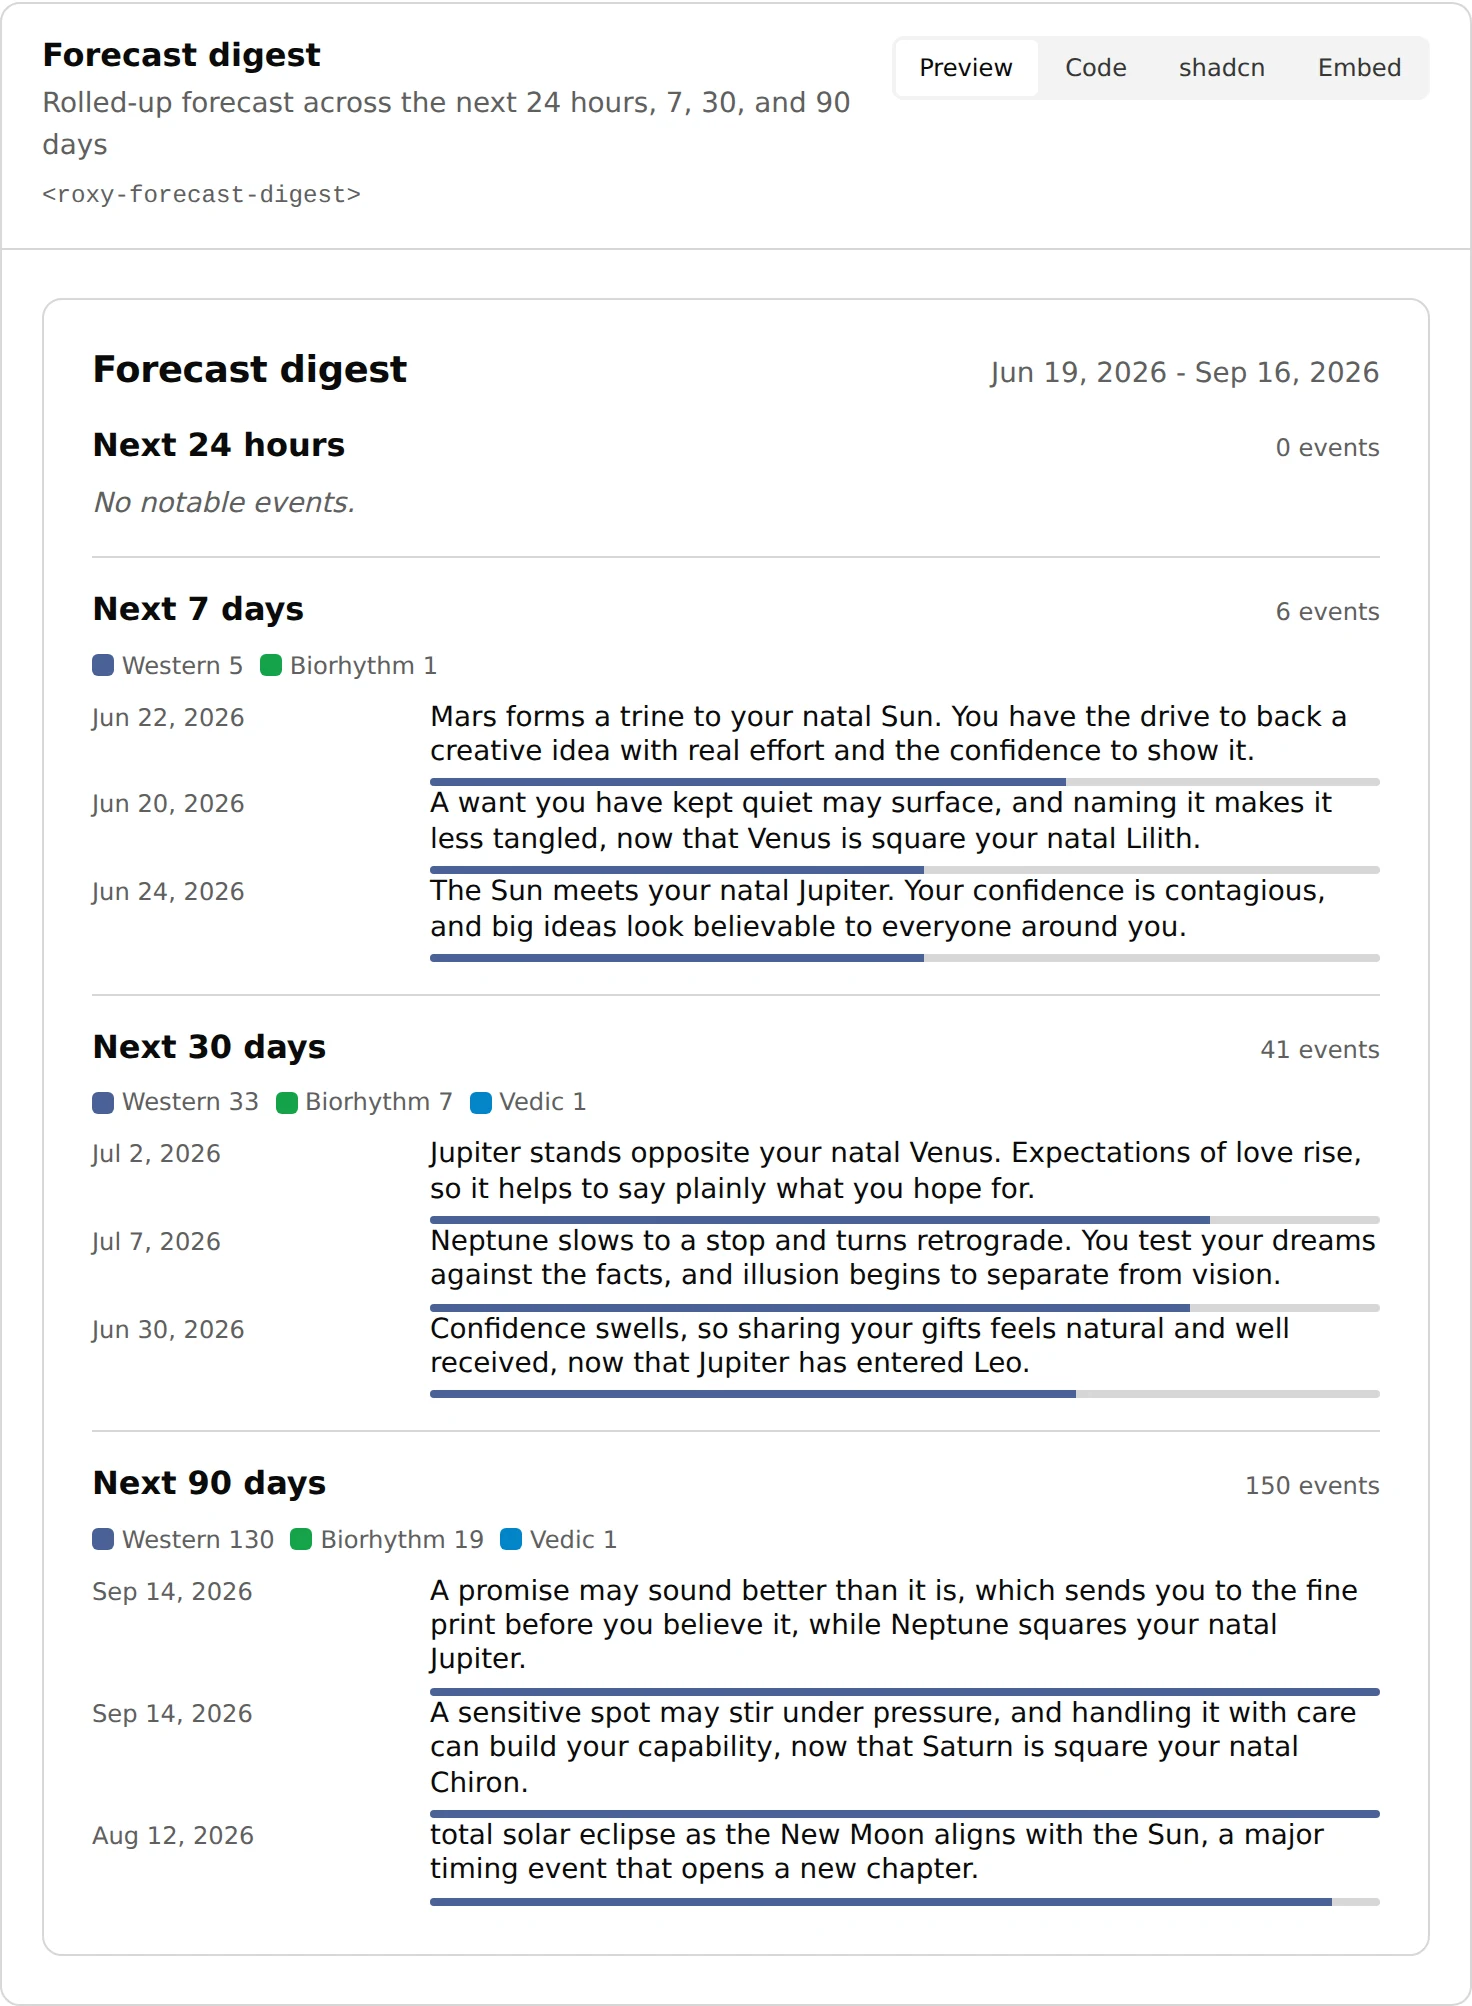 Forecast digest
Preview Code shadcn Embed
Rolled-up forecast across the next 24 hours, 7, 30, and 90
days
<roxy-forecast-digest>
Forecast digest
Jun 19, 2026 - Sep 16, 2026
Next 24 hours
0 events
No notable events.
Next 7 days
6 events
Western 5 Biorhythm 1
Jun 22, 2026
Mars forms a trine to your natal Sun. You have the drive to back a
creative idea with real effort and the confidence to show it.
Jun 20, 2026
A want you have kept quiet may surface, and naming it makes it
less tangled, now that Venus is square your natal Lilith.
Jun 24, 2026
The Sun meets your natal Jupiter. Your confidence is contagious,
and big ideas look believable to everyone around you.
Next 30 days
41 events
Western 33 Biorhythm 7 Vedic 1
Jul 2, 2026
Jupiter stands opposite your natal Venus. Expectations of love rise,
so it helps to say plainly what you hope for.
Jul 7, 2026
Neptune slows to a stop and turns retrograde. You test your dreams
against the facts, and illusion begins to separate from vision.
Jun 30, 2026
Confidence swells, so sharing your gifts feels natural and well
received, now that Jupiter has entered Leo.
Next 90 days
150 events
Western 130 Biorhythm 19 Vedic 1
Sep 14, 2026
A promise may sound better than it is, which sends you to the fine
print before you believe it, while Neptune squares your natal
Jupiter.
Sep 14, 2026
A sensitive spot may stir under pressure, and handling it with care
can build your capability, now that Saturn is square your natal
Chiron.
Aug 12, 2026
total solar eclipse as the New Moon aligns with the Sun, a major
timing event that opens a new chapter.